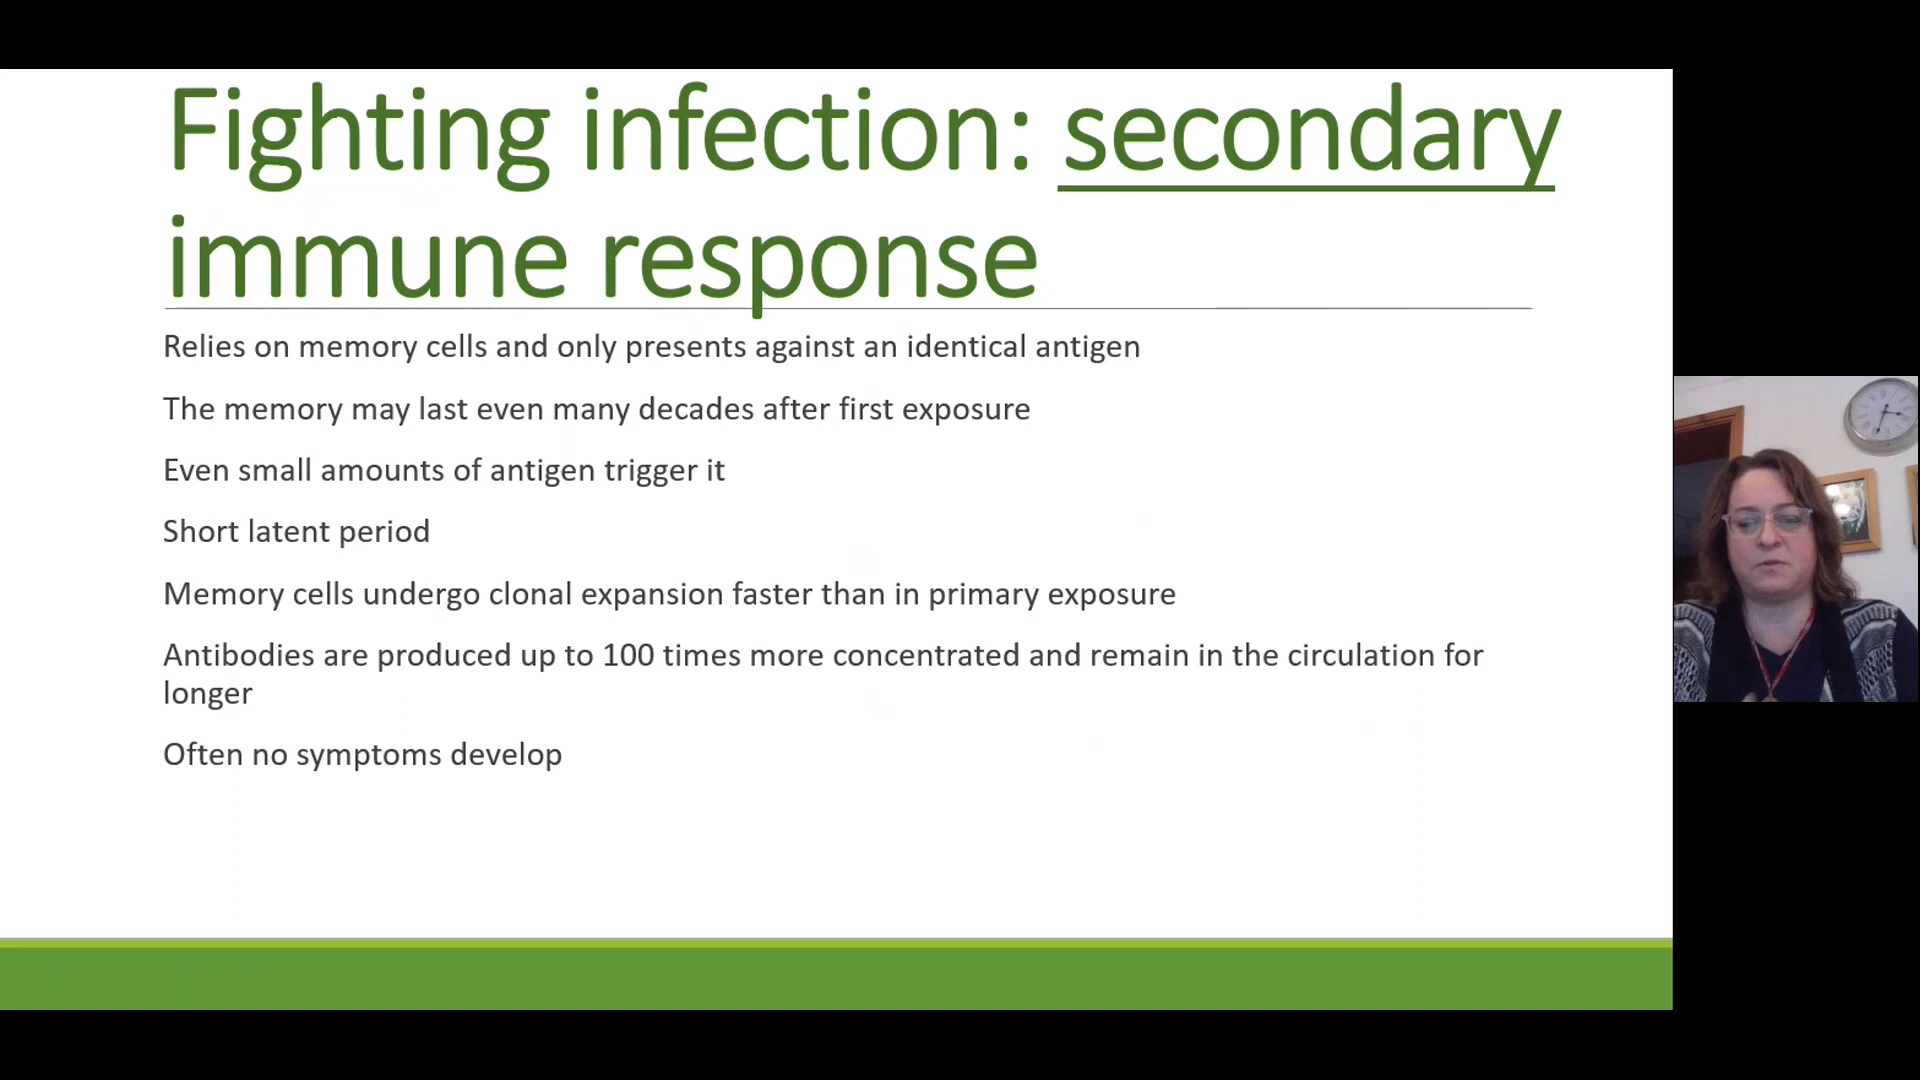 Fighting infection: secondary
immune response
Relies on memory cells and only presents against an identical antigen
The memory may last even many decades after first exposure
Even small amounts of antigen trigger it
Short latent period
Memory cells undergo clonal expansion faster than in primary exposure
Antibodies are produced up to 100 times more concentrated and remain in the circulation for
longer
Often no symptoms develop